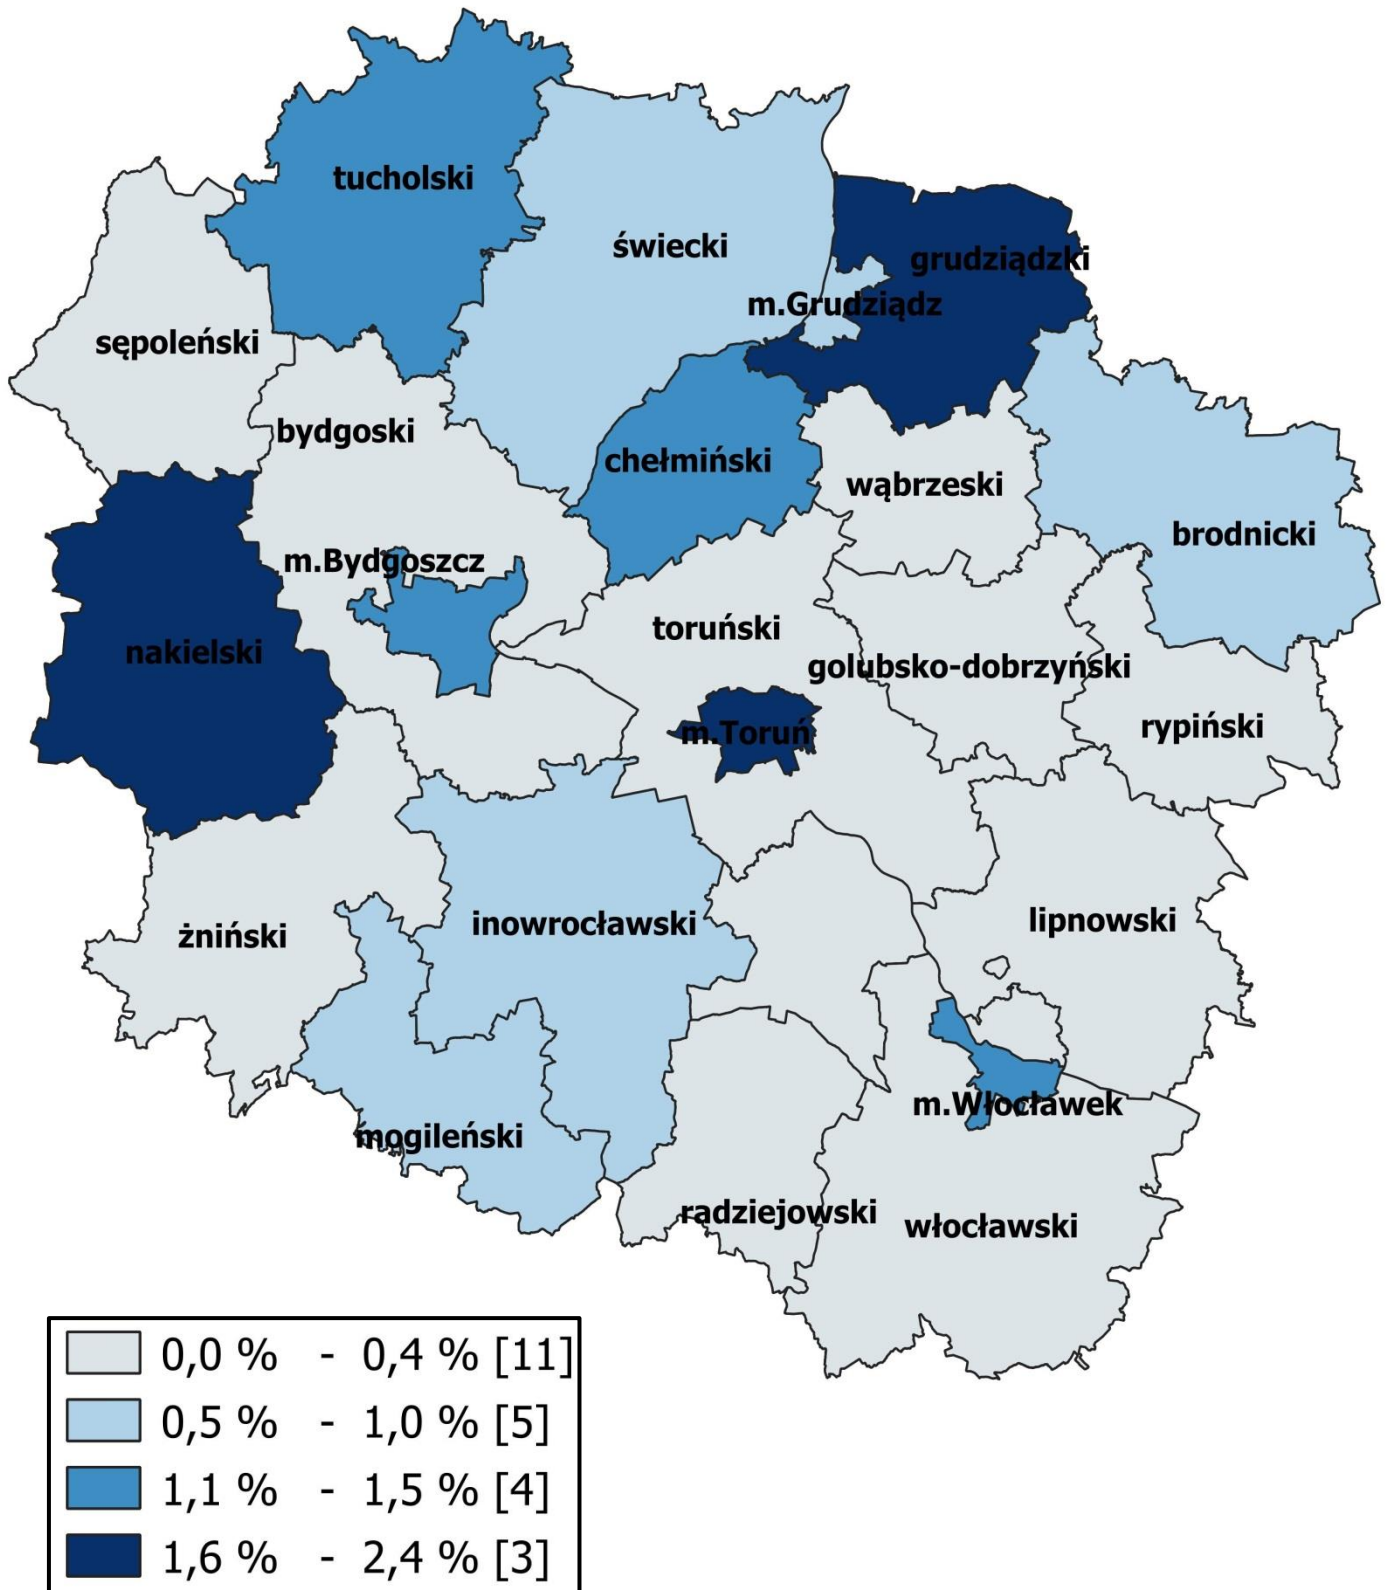 tucholski
świecki
grudziądzki
m.Grudziądz
sępoleński
bydgoski
chełmiński
wąbrzeski
brodnicki
m.Bydgoszcz
toruński
nakielski
golubsko-dobrzyński
rypiński
m.Toruń
inowrocławski
lipnowski
żniński
m.Włocławek
mogileński
radziejowski
włocławski
0,0 % - 0,4 % [11]
0,5 % - 1,0 % [5]
1,1 % - 1,5 % [4]
1,6 % - 2,4 % [3]